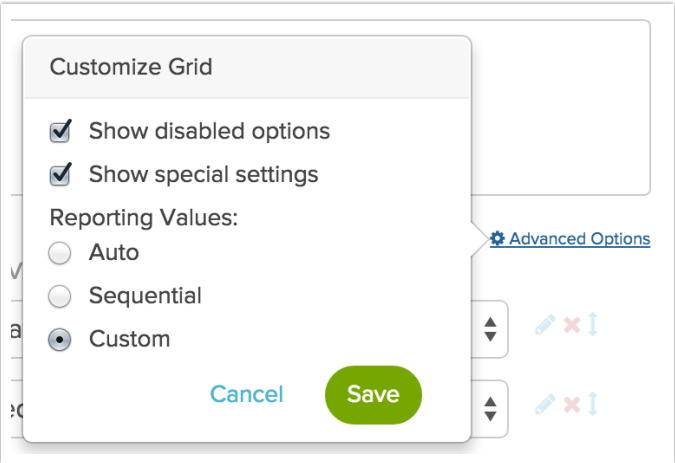 Customize Grid
Show disabled options
Show special settings
Reporting Values:
Advanced Options
Auto
Sequential
Custom
Cancel
Save